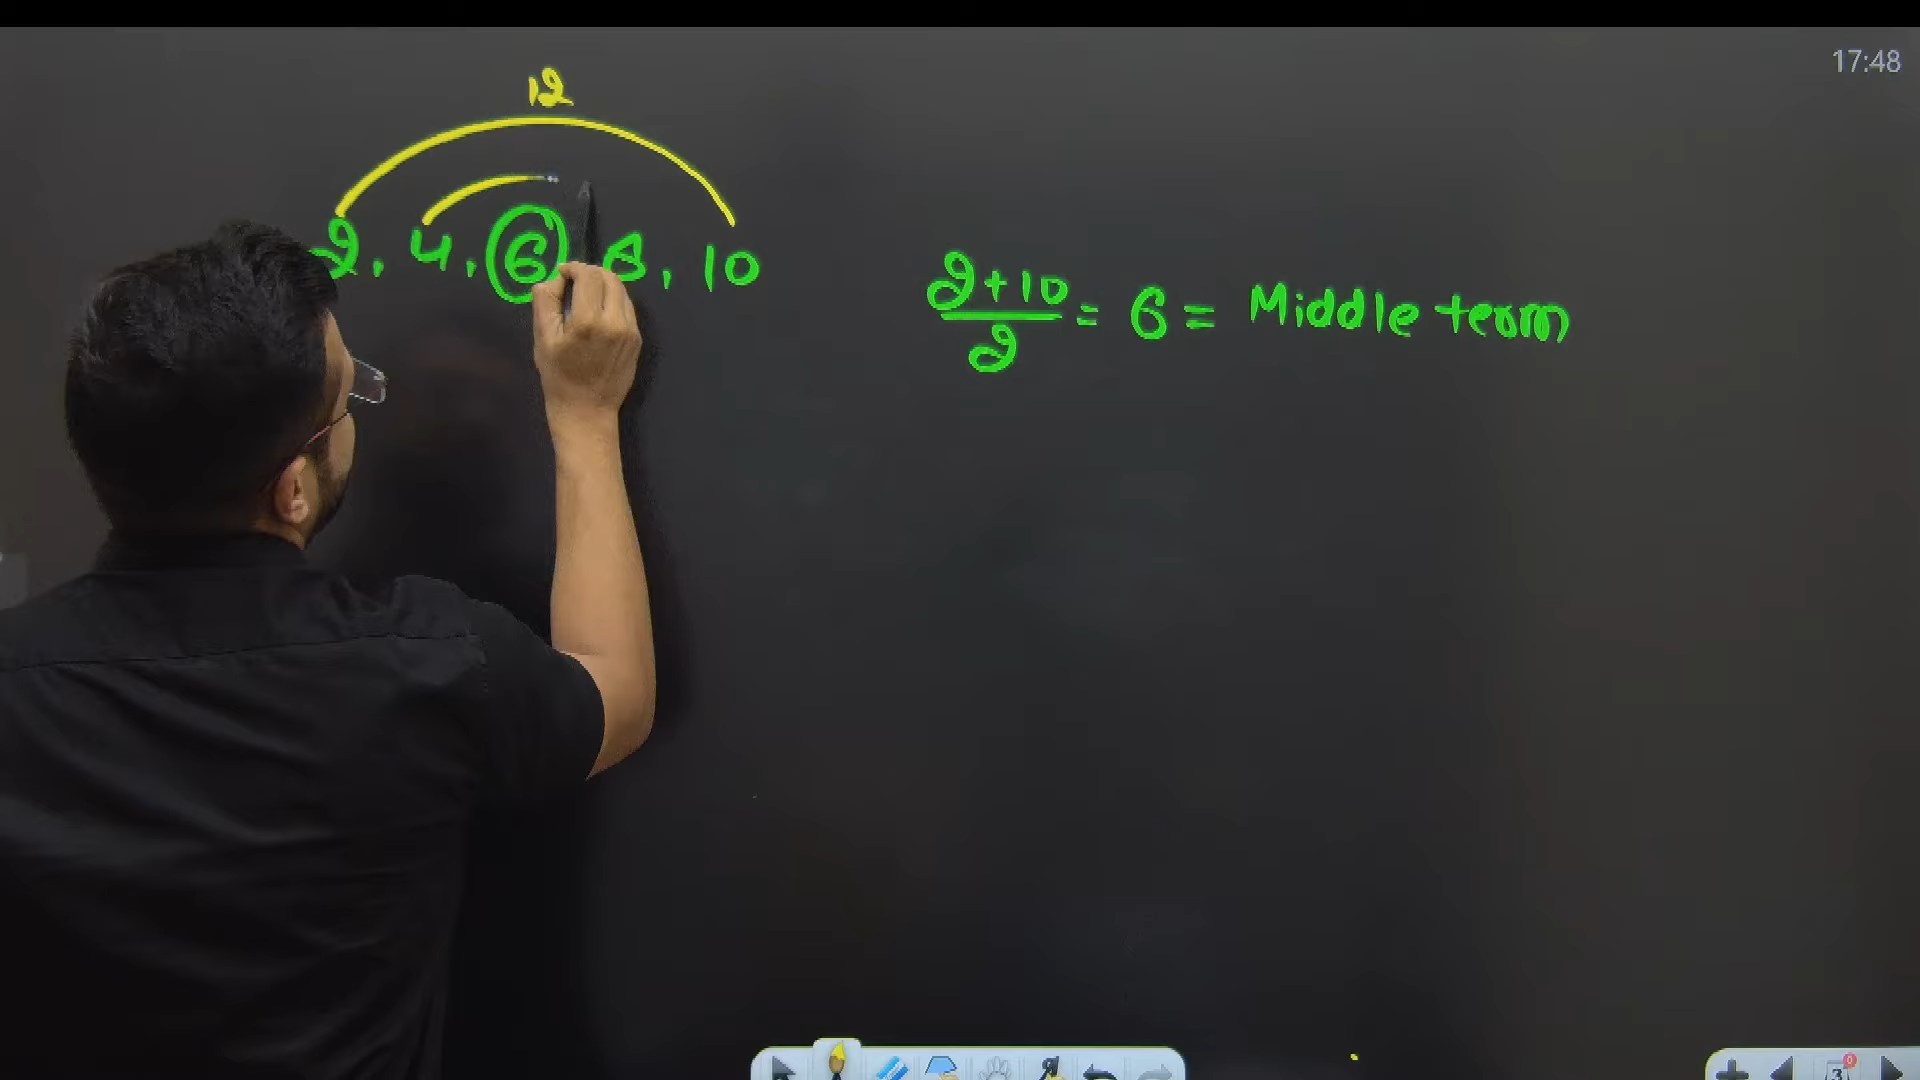 17:48
12
2, 4, 6, 8, 10
2+10
2
= 6 = Middle term